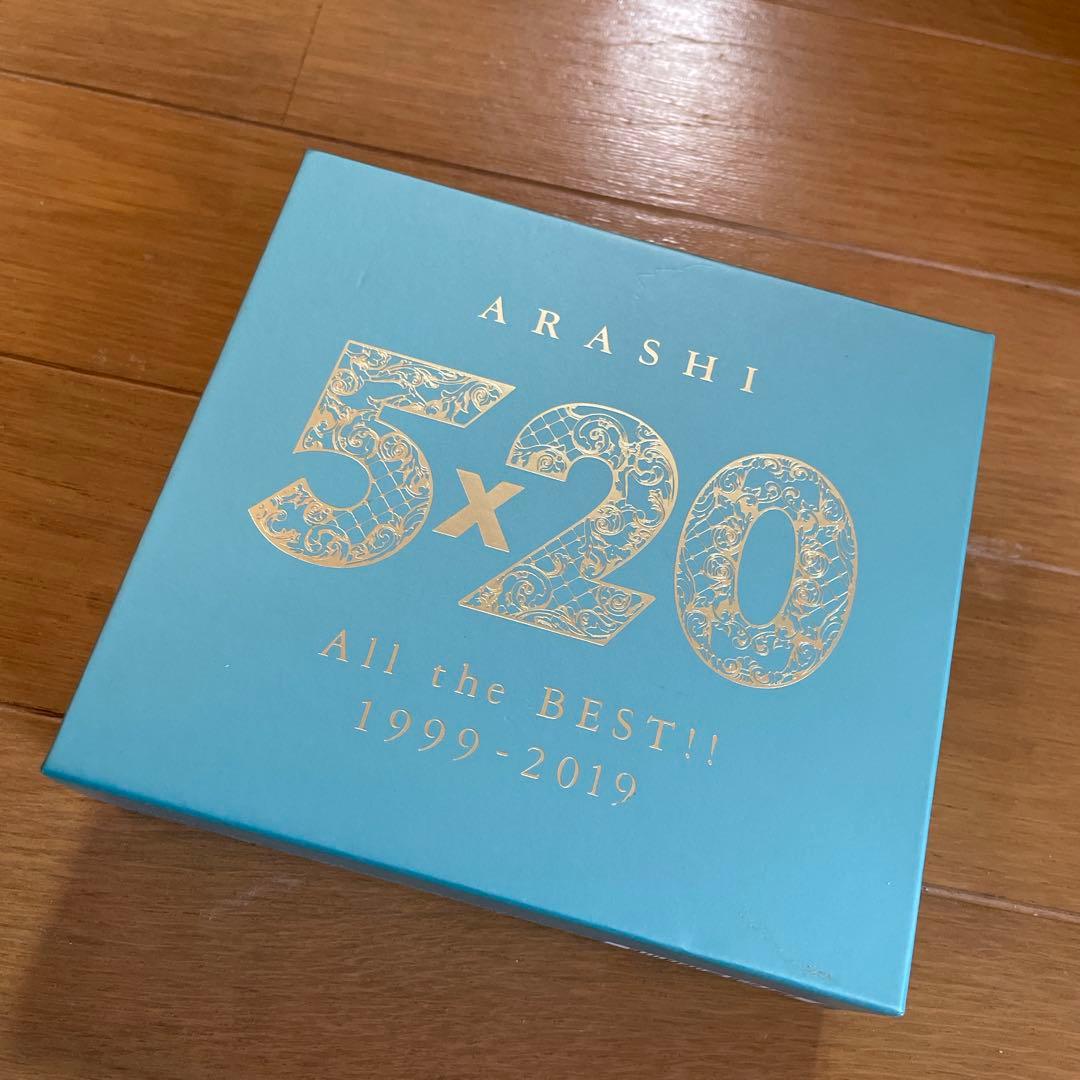 ARASHI
5x20
All the BEST!!
1999-2019